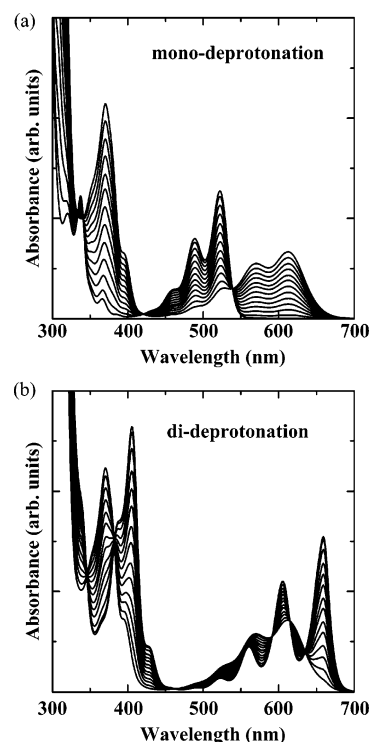 (a)
mono-deprotonation
Absorbance (arb. units)
300 400 500 600 700
Wavelength (nm)
(b)
di-deprotonation
Absorbance (arb. units)
300 400 500 600 700
Wavelength (nm)